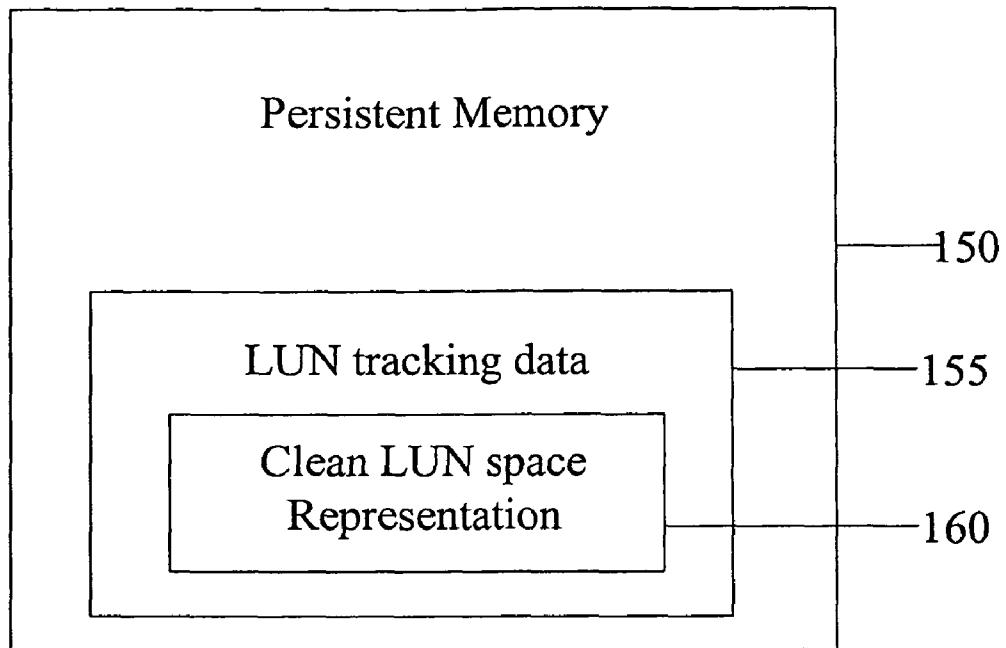 Persistent Memory
150
LUN tracking data
155
Clean LUN space
Representation
160